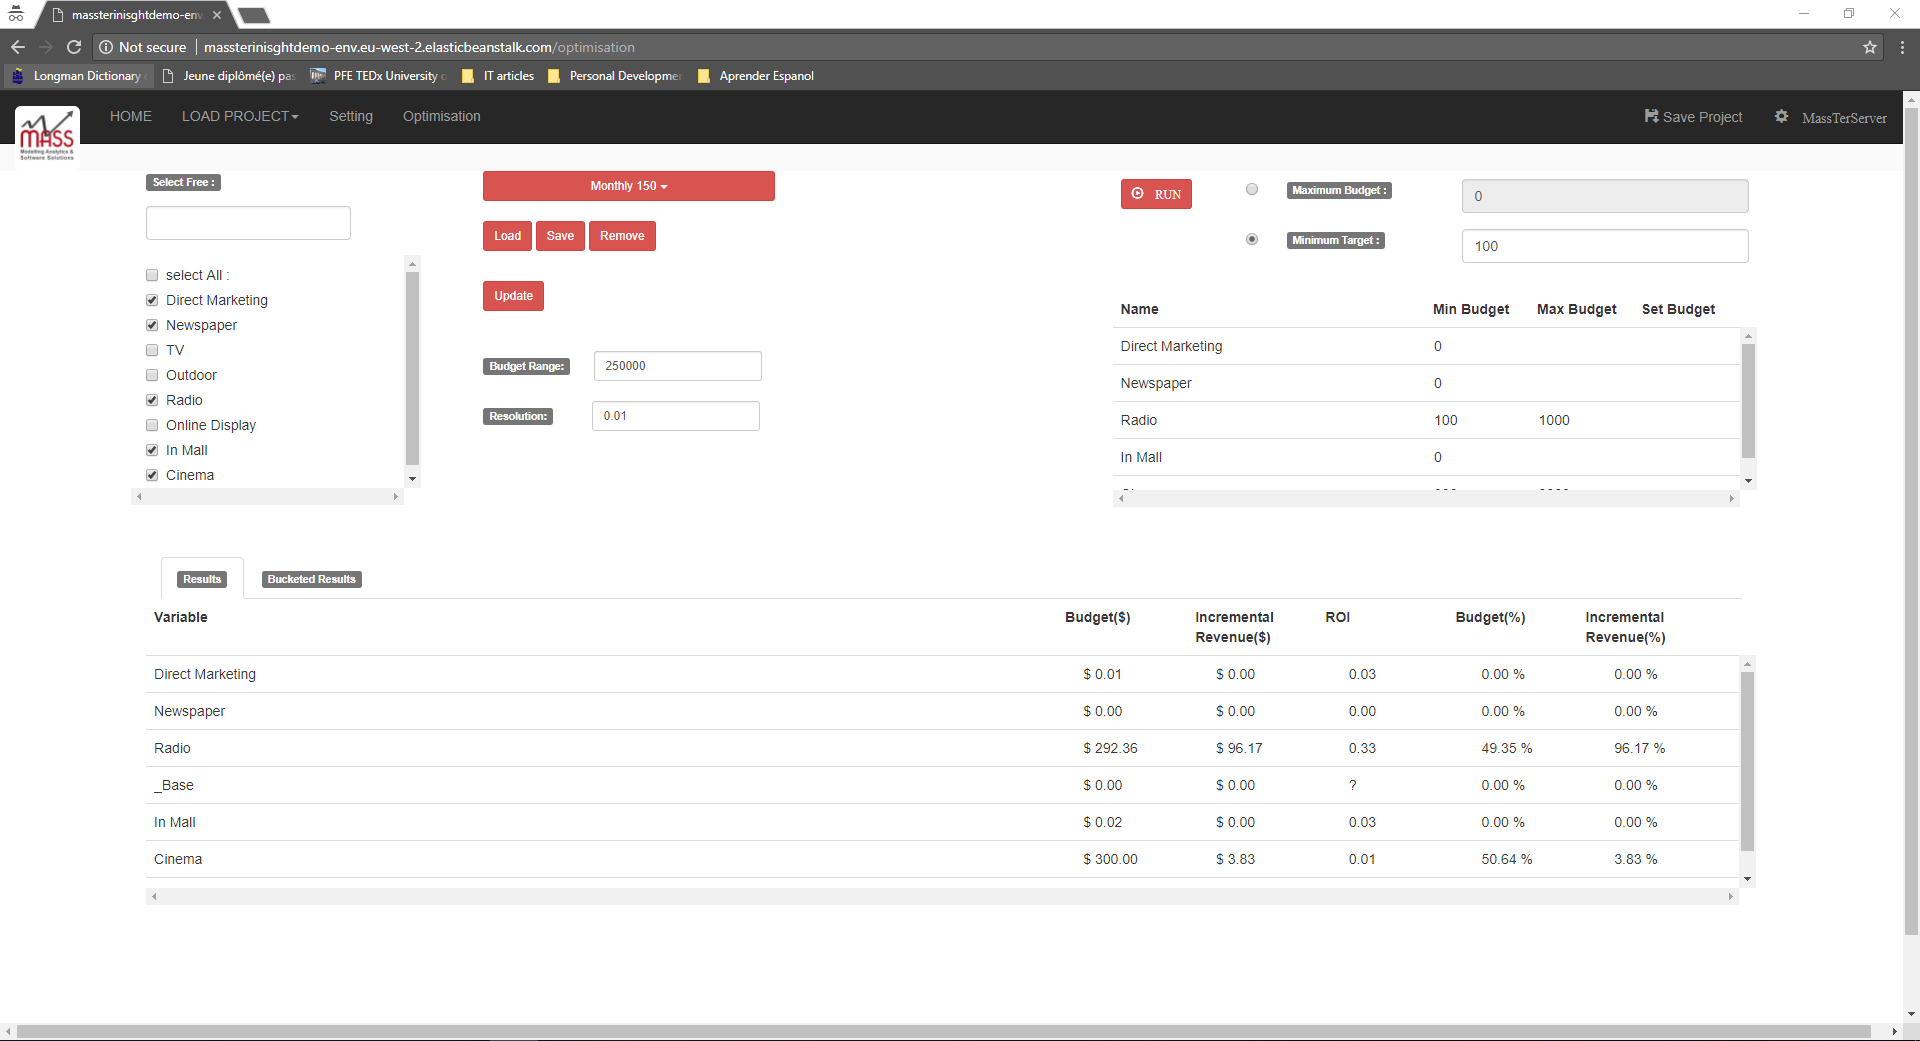 massterinisghtdemo-env
Not secure massterinisghtdemo-env.eu-west-2.elasticbeanstalk.com/optimisation
Longman Dictionary Jeune diplômé(e) pas PFE TEDx University IT articles Personal Developme Aprender Espanol
MASS
Modelling Analytics &
Software Solutions
HOME LOAD PROJECT Setting Optimisation Save Project MassTerServer
Select Free :
Monthly 150
RUN
Maximum Budget : 0
Load Save Remove
Minimum Target : 100
select All :
Direct Marketing
Newspaper
TV
Outdoor
Radio
Online Display
In Mall
Cinema
Update
Budget Range: 250000
Resolution: 0.01
Name Min Budget Max Budget Set Budget
Direct Marketing 0
Newspaper 0
Radio 100 1000
In Mall 0
Results Bucketed Results
Variable Budget($) Incremental Revenue($) ROI Budget(%) Incremental Revenue(%)
Direct Marketing $ 0.01 $ 0.00 0.03 0.00 % 0.00 %
Newspaper $ 0.00 $ 0.00 0.00 0.00 % 0.00 %
Radio $ 292.36 $ 96.17 0.33 49.35 % 96.17 %
_Base $ 0.00 $ 0.00 ? 0.00 % 0.00 %
In Mall $ 0.02 $ 0.00 0.03 0.00 % 0.00 %
Cinema $ 300.00 $ 3.83 0.01 50.64 % 3.83 %